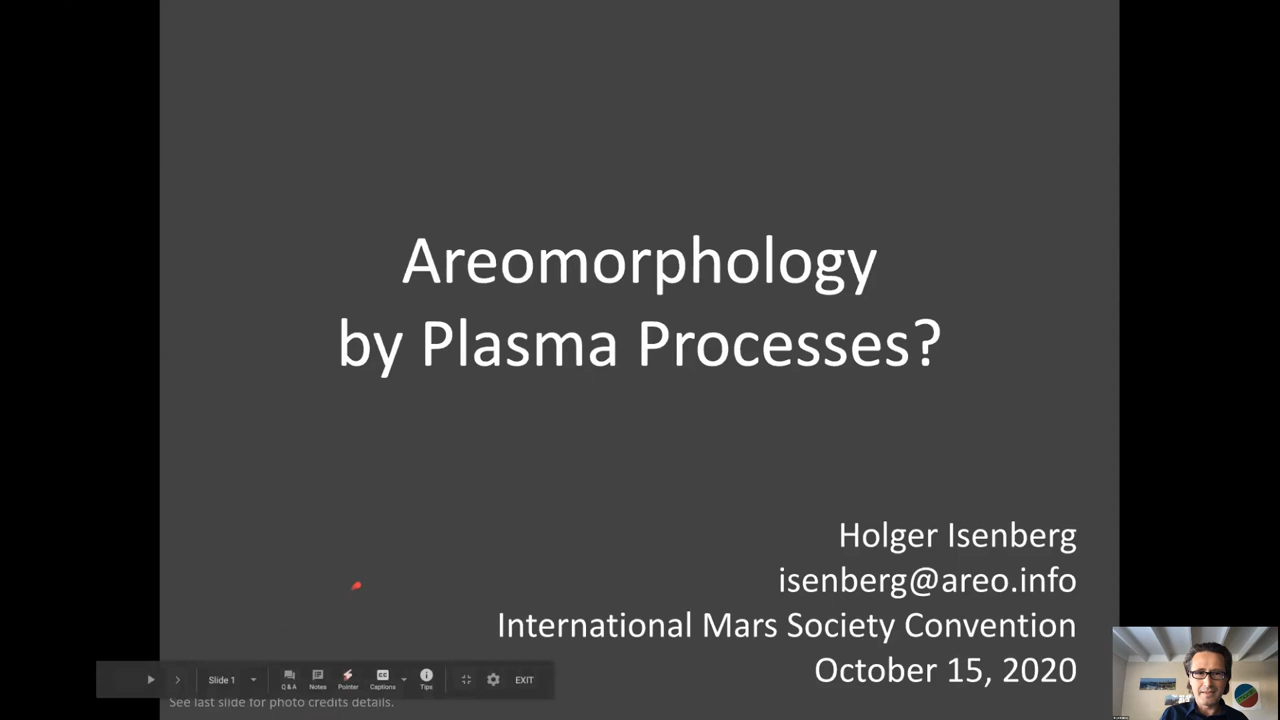 Areomorphology
by Plasma Processes?
Holger Isenberg
isenberg@areo.info
International Mars Society Convention
October 15, 2020
Slide 1
Q & A
Notes
Pointer
Captions
Tips
EXIT
See last slide for photo credits details.